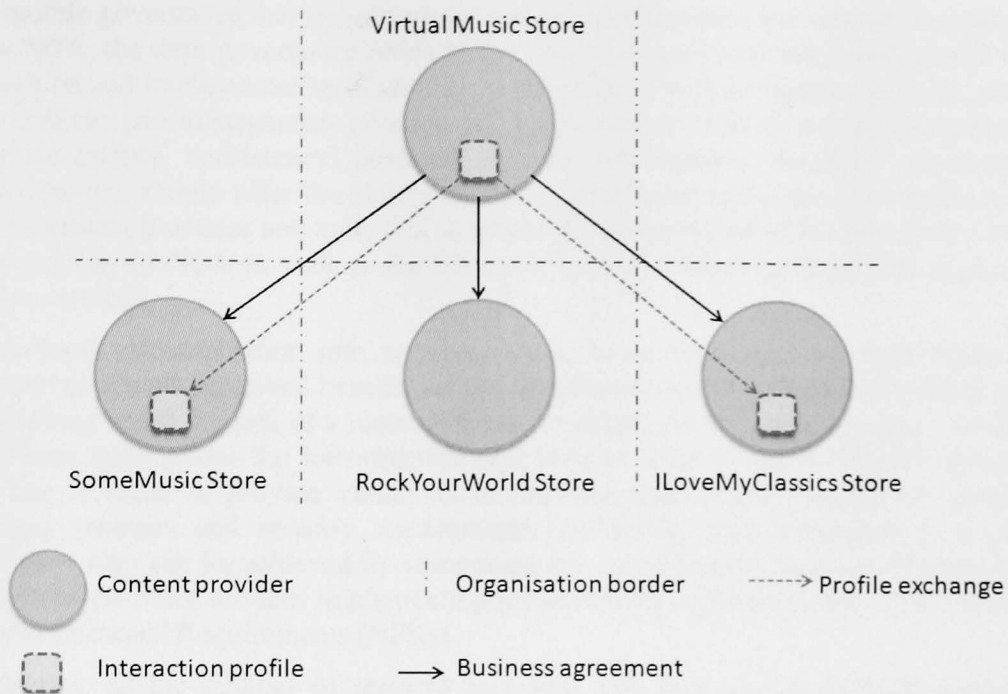 Virtual Music Store
SomeMusic Store
RockYourWorld Store
ILoveMyClassics Store
Content provider
Organisation border
Profile exchange
Interaction profile
Business agreement